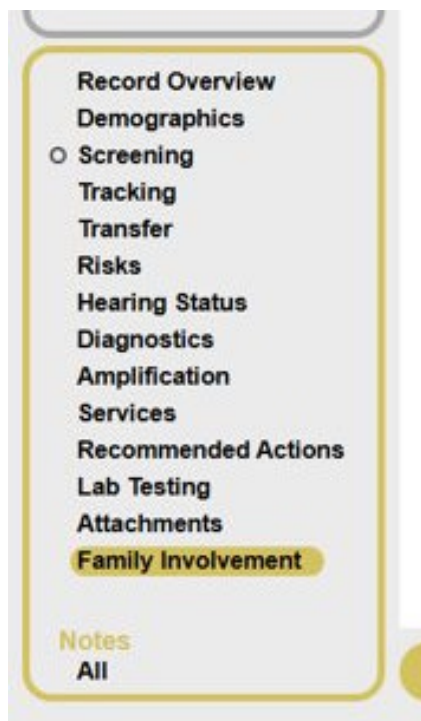 Record Overview
Demographics
Screening
Tracking
Transfer
Risks
Hearing Status
Diagnostics
Amplification
Services
Recommended Actions
Lab Testing
Attachments
Family Involvement
Notes
All